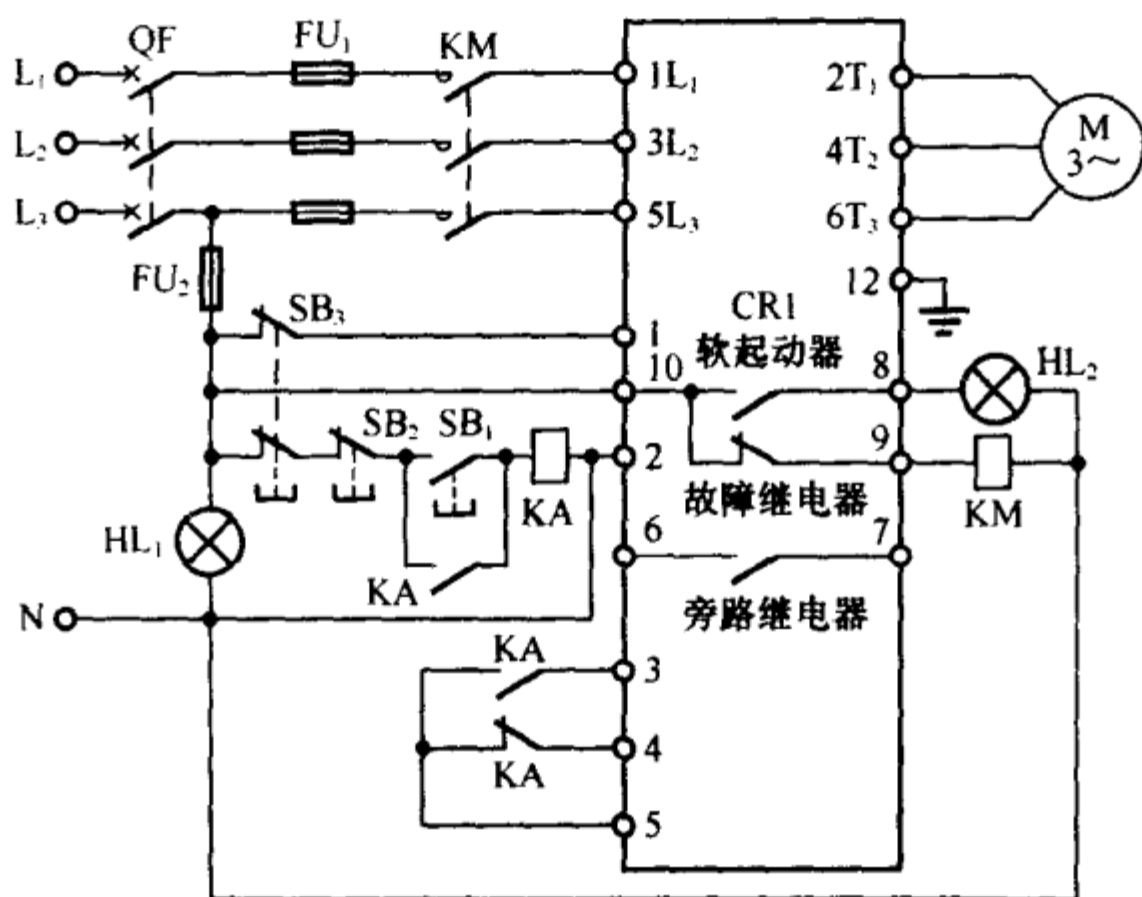 QF FU₁ KM
L₁ 1L₁ 2T₁
M
3~
L₂ 3L₂ 4T₂
L₃ 5L₃ 6T₃
FU₂ 12
SB₃ 1 CR1
10 软起动器 8 HL₂
SB₂ SB₁ 2 9
KA 故障继电器 KM
HL₁ 6 7
KA 旁路继电器
N
KA 3
4
KA
5